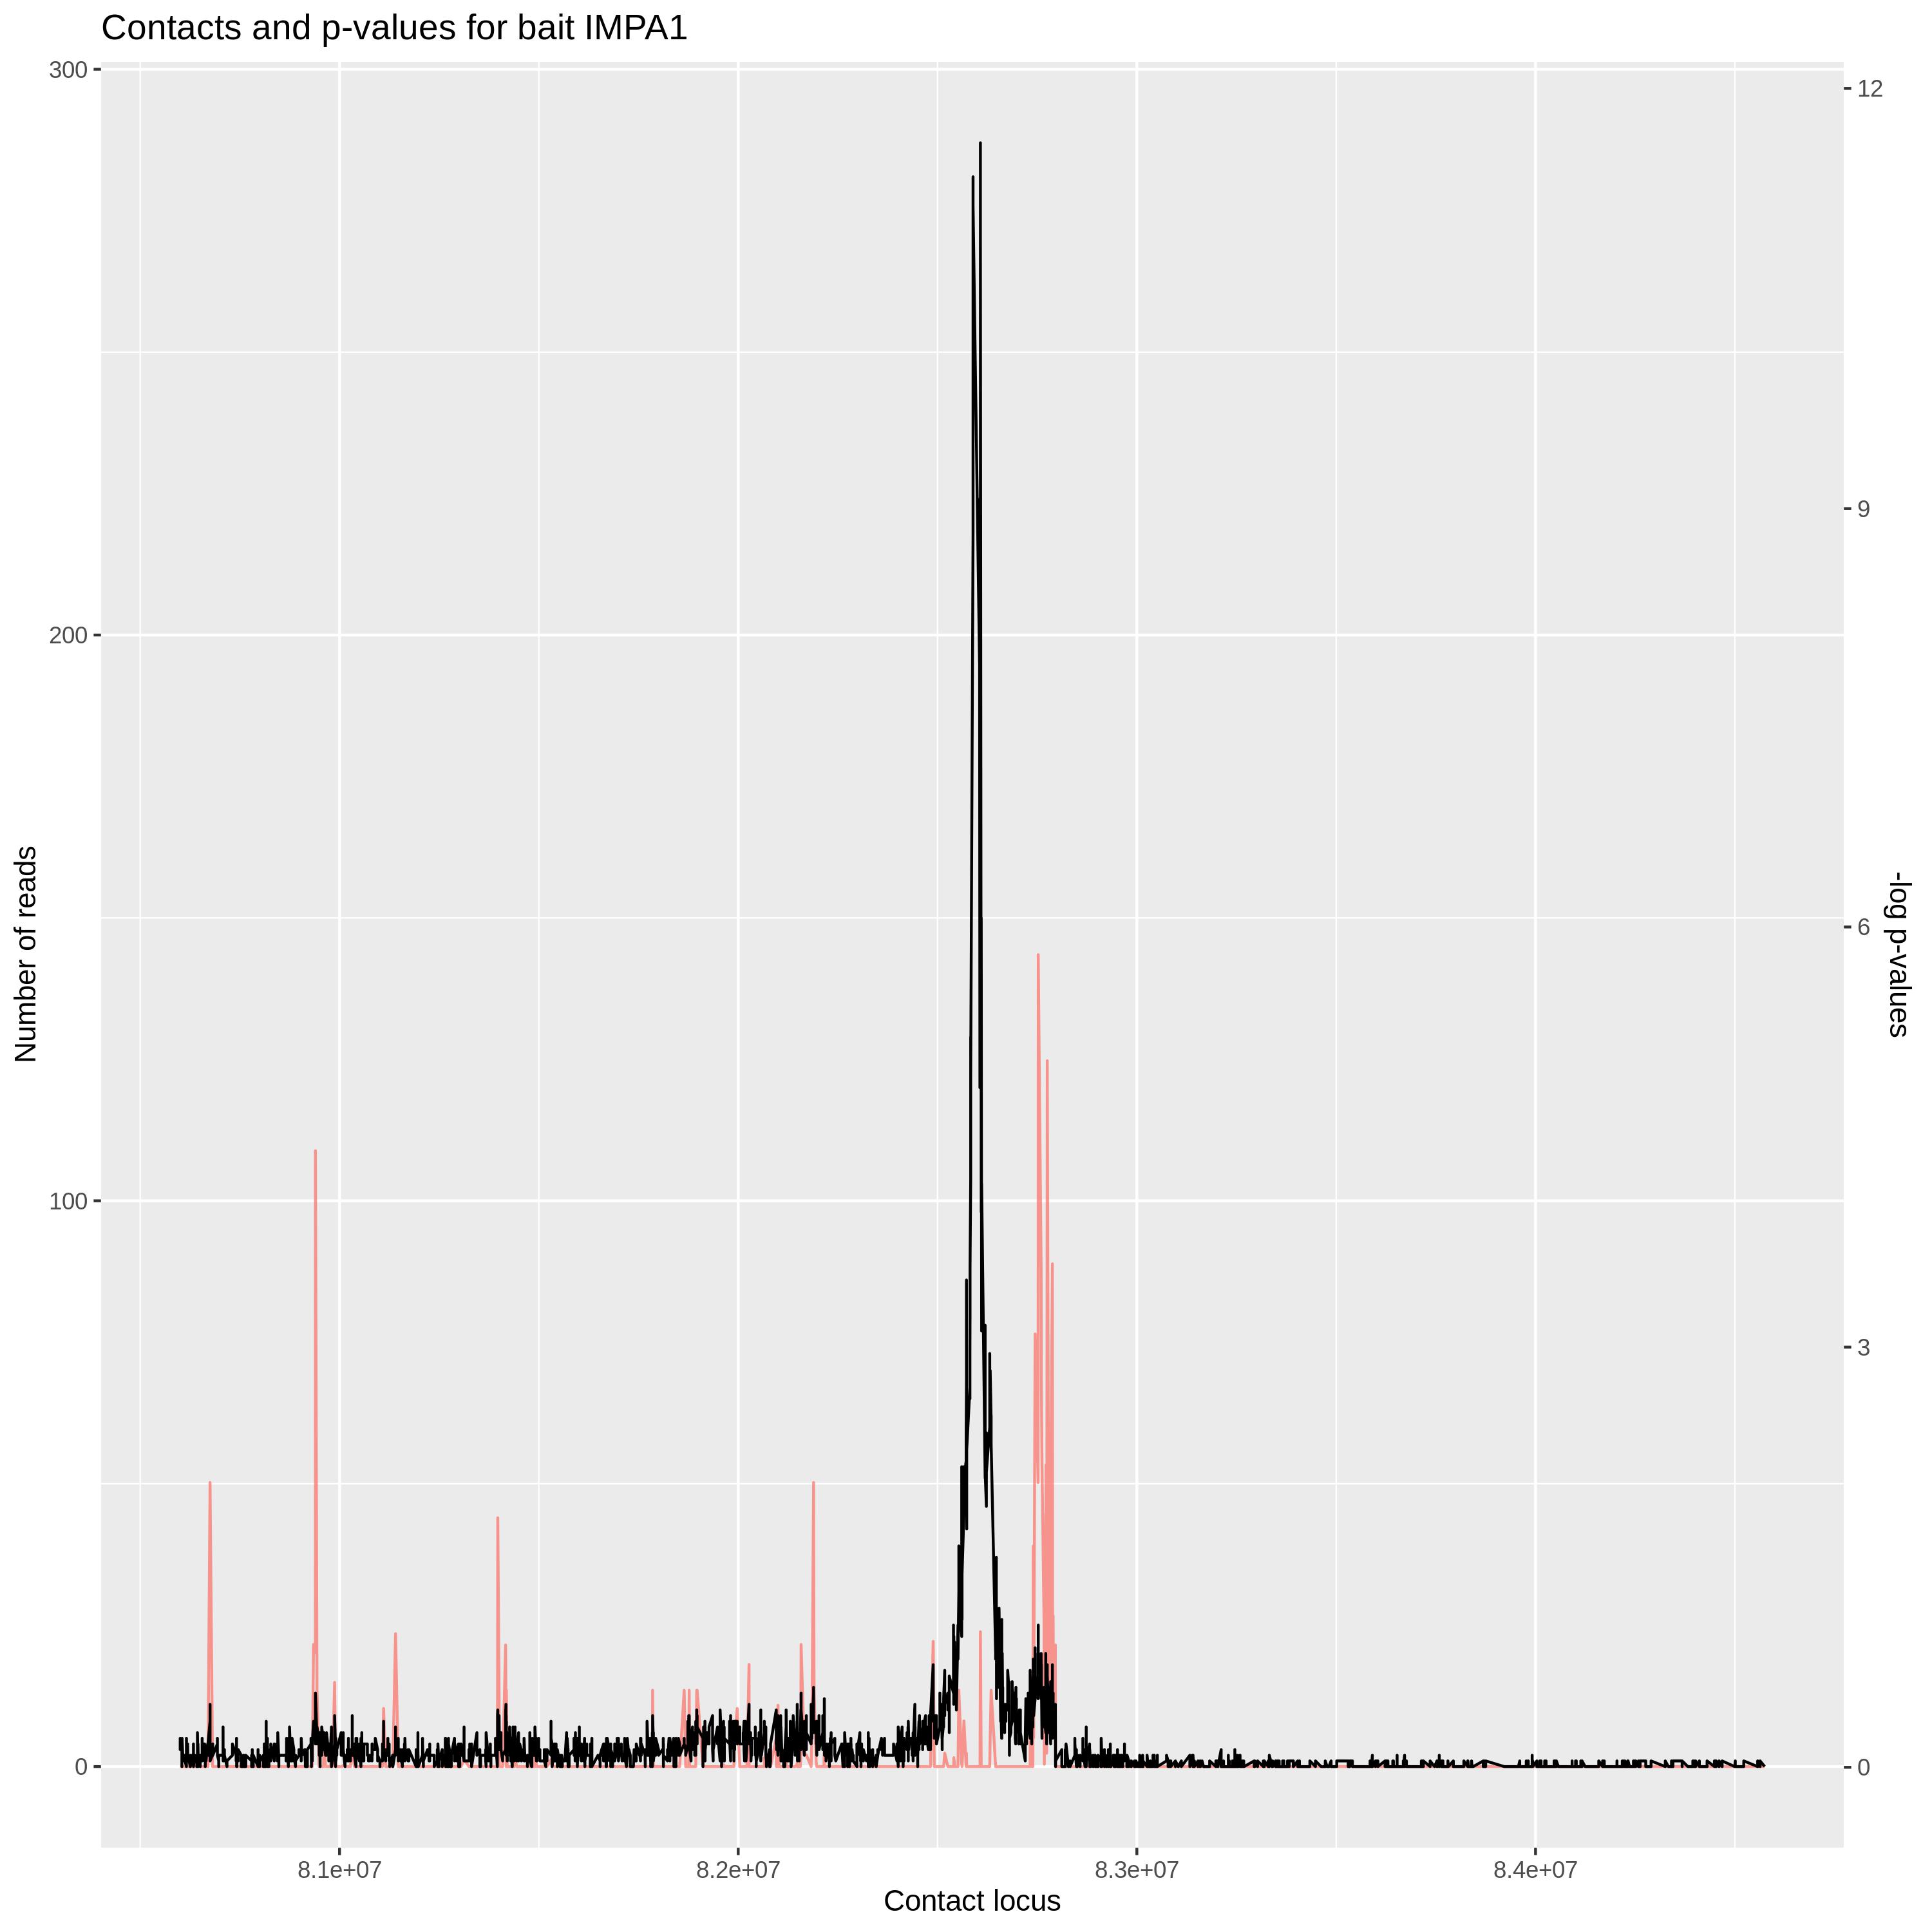 Contacts and p-values for bait IMPA1
300
200
100
0
Number of reads
12
9
6
3
0
-log p-values
8.1e+07
8.2e+07
8.3e+07
8.4e+07
Contact locus